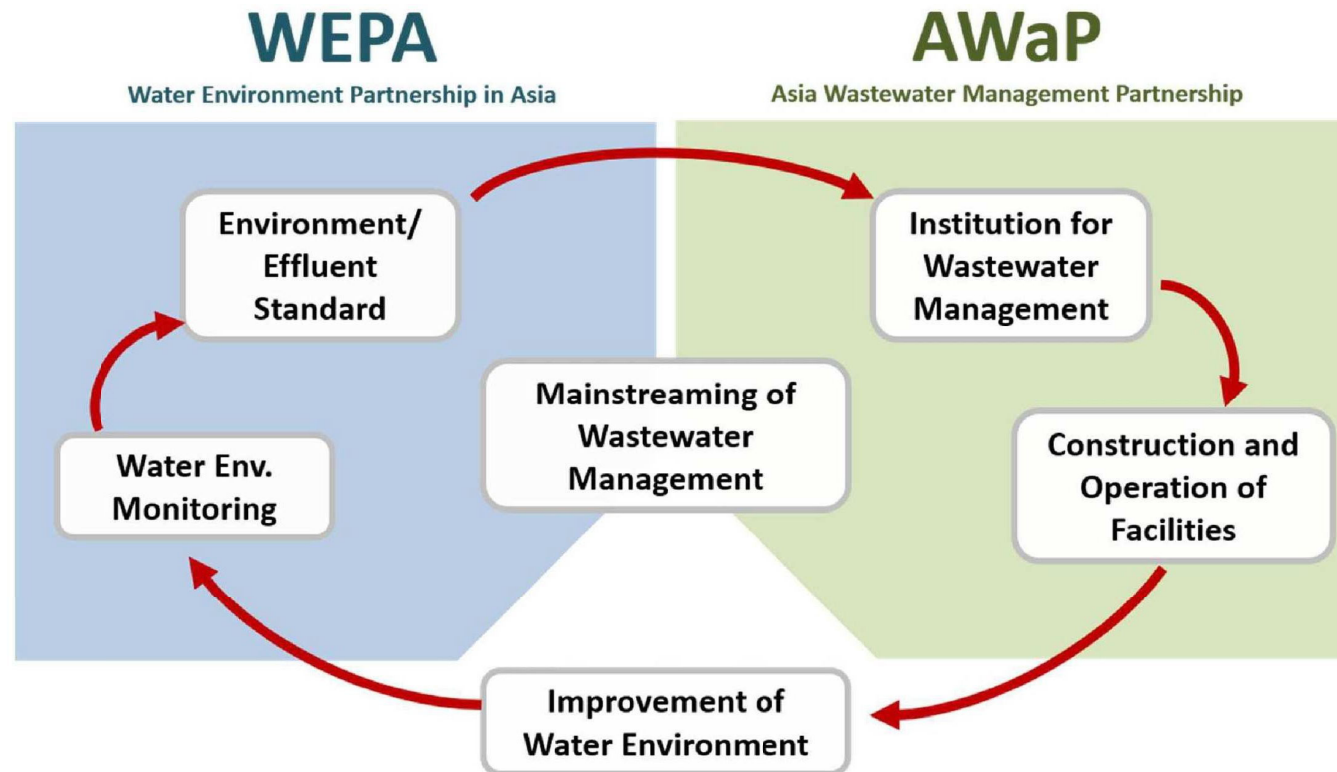 WEPA
Water Environment Partnership in Asia
AWaP
Asia Wastewater Management Partnership
Environment/
Effluent
Standard
Institution for
Wastewater
Management
Mainstreaming of
Wastewater
Management
Water Env.
Monitoring
Construction and
Operation of
Facilities
Improvement of
Water Environment